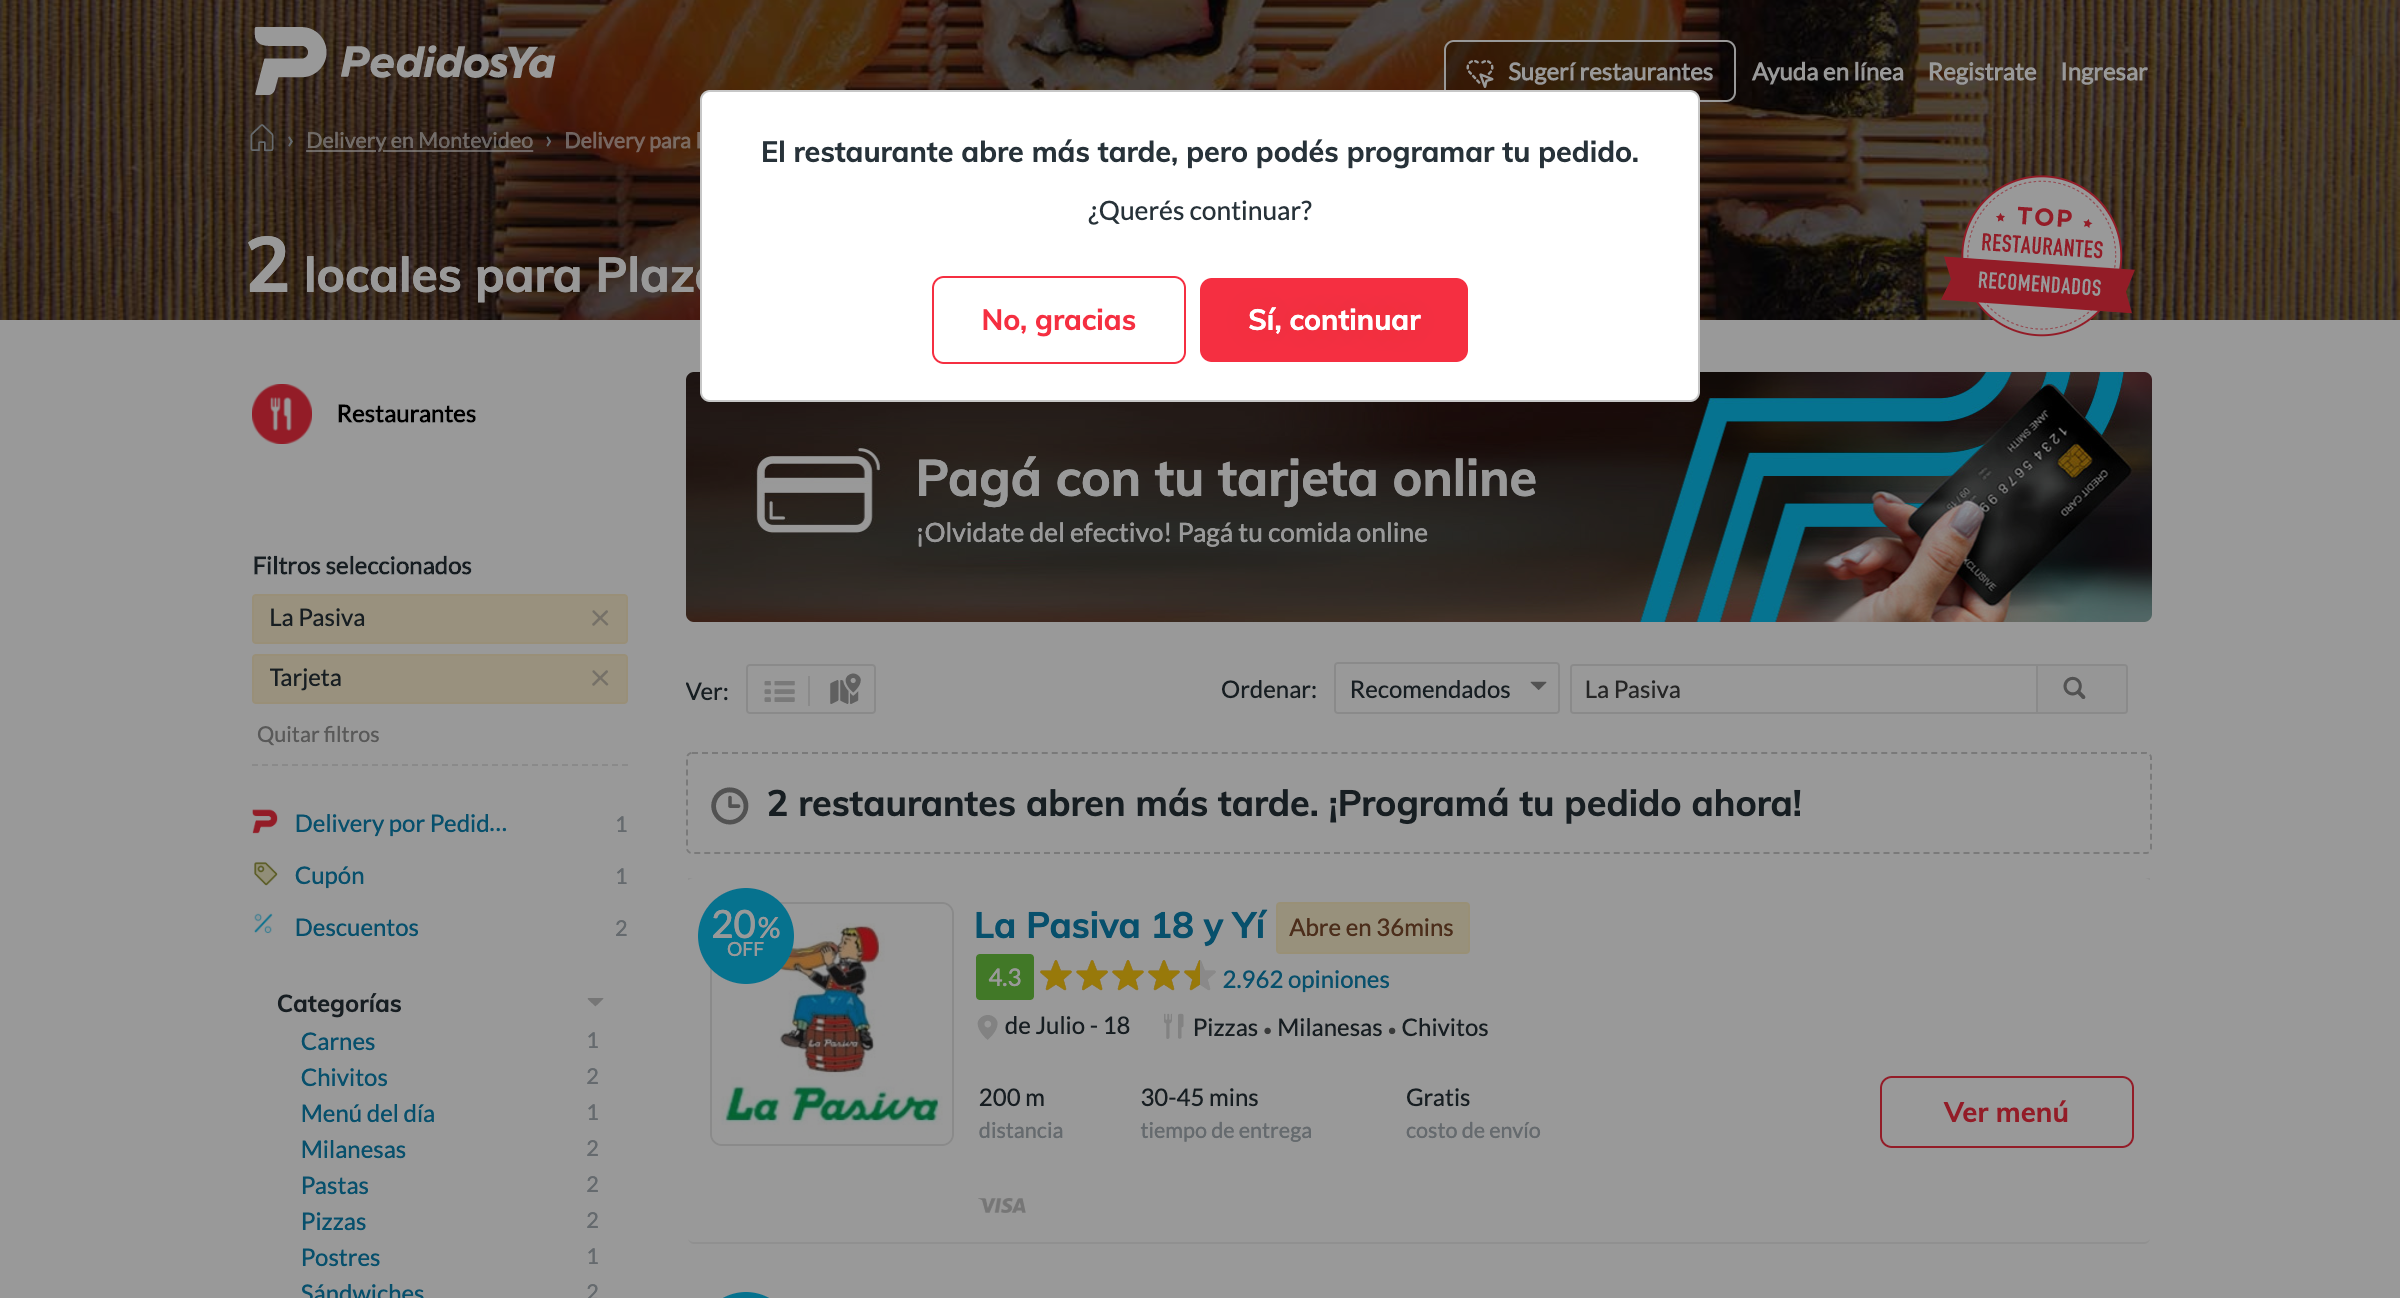 PedidosYa
Sugerí restaurantes
Ayuda en línea
Registrate
Ingresar
Delivery en Montevideo › Delivery para
El restaurante abre más tarde, pero podés programar tu pedido.
¿Querés continuar?
No, gracias
Sí, continuar
2 locales para Plaz
TOP
RESTAURANTES
RECOMENDADOS
Restaurantes
Pagá con tu tarjeta online
¡Olvidate del efectivo! Pagá tu comida online
JANE SMITH
CREDIT CARD
XCLUSIVE
Filtros seleccionados
La Pasiva
Tarjeta
Quitar filtros
Delivery por Pedid... 1
Cupón 1
Descuentos 2
Categorías
Carnes 1
Chivitos 2
Menú del día 1
Milanesas 2
Pastas 2
Pizzas 2
Postres 1
Sándwiches 2
Ver:
Ordenar:
Recomendados
La Pasiva
2 restaurantes abren más tarde. ¡Programá tu pedido ahora!
20%
OFF
La Pasiva
La Pasiva
La Pasiva 18 y Yí
Abre en 36mins
4.3
2.962 opiniones
de Julio - 18
Pizzas • Milanesas • Chivitos
200 m
distancia
30-45 mins
tiempo de entrega
Gratis
costo de envío
Ver menú
VISA